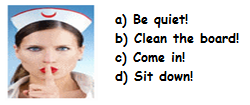 a) Be quiet!
b) Clean the board!
c) Come in!
d) Sit down!